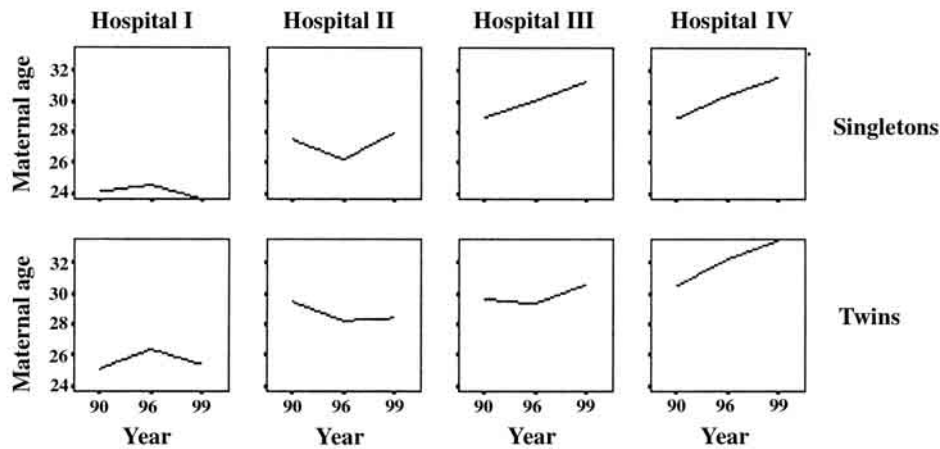 Hospital I Hospital II Hospital III Hospital IV
Maternal age
32
30
28
26
24
Singletons
Maternal age
32
30
28
26
24
Twins
90 96 99 90 96 99 90 96 99 90 96 99
Year Year Year Year